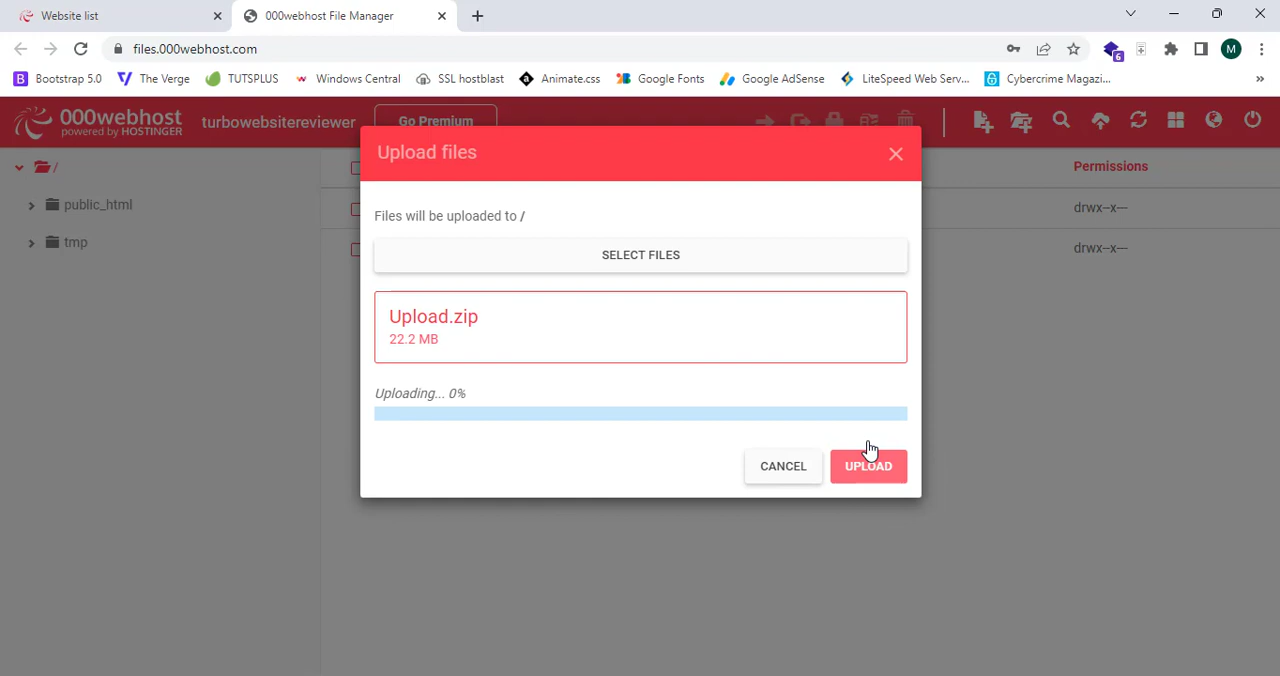 Website list
000webhost File Manager
files.000webhost.com
6
M
B Bootstrap 5.0
The Verge
TUTSPLUS
w Windows Central
SSL hostblast
a Animate.css
Google Fonts
Google AdSense
LiteSpeed Web Serv...
Cybercrime Magazi...
»
000webhost
powered by HOSTINGER
turbowebsitereviewer
Go Premium
Upload files
/
Permissions
public_html
drwx--x---
tmp
drwx--x---
Files will be uploaded to /
SELECT FILES
Upload.zip
22.2 MB
Uploading... 0%
CANCEL
UPLOAD